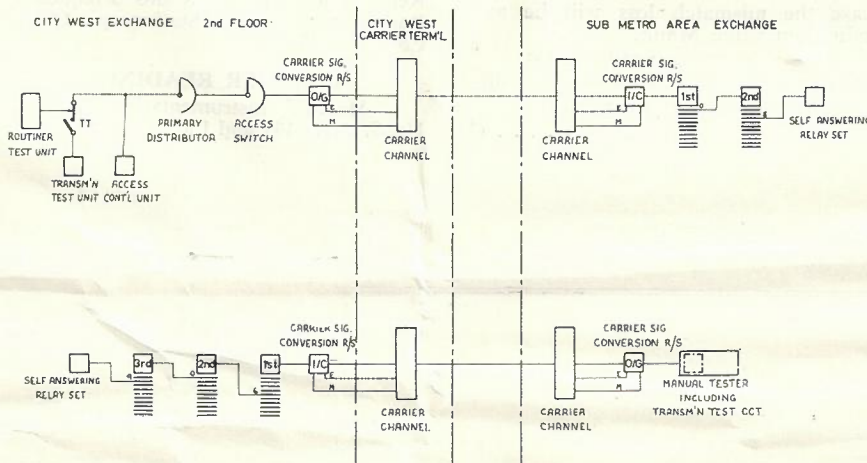 CITY WEST EXCHANGE 2nd FLOOR
CITY WEST
CARRIER TERM'L
SUB METRO AREA EXCHANGE
CARRIER SIG.
CONVERSION R/S
O/G
E
M
TT
ROUTINER
TEST UNIT
TRANSM'N
TEST UNIT
ACCESS
CONT'L UNIT
PRIMARY
DISTRIBUTOR
ACCESS
SWITCH
CARRIER
CHANNEL
CARRIER
CHANNEL
CARRIER SIG.
CONVERSION R/S
I/C
E
M
1st
0
2nd
SELF ANSWERING
RELAY SET
CARRIER SIG.
CONVERSION R/S
3rd
2nd
1st
I/C
E
M
9
0
SELF ANSWERING
RELAY SET
CARRIER
CHANNEL
CARRIER
CHANNEL
CARRIER SIG
CONVERSION R/S
O/G
E
M
MANUAL TESTER
INCLUDING
TRANSM'N TEST CCT.